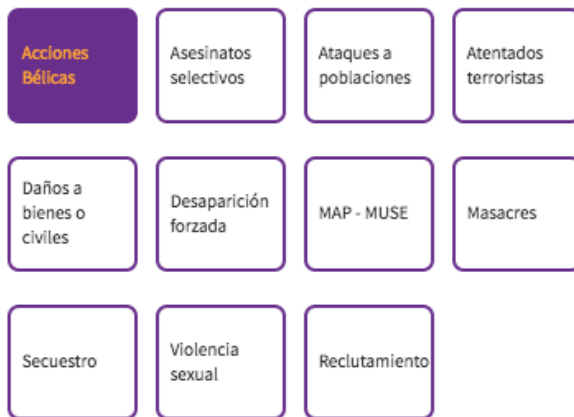 Acciones
Bélicas
Asesinatos
selectivos
Ataques a
poblaciones
Atentados
terroristas
Daños a
bienes o
civiles
Desaparición
forzada
MAP - MUSE
Masacres
Secuestro
Violencia
sexual
Reclutamiento